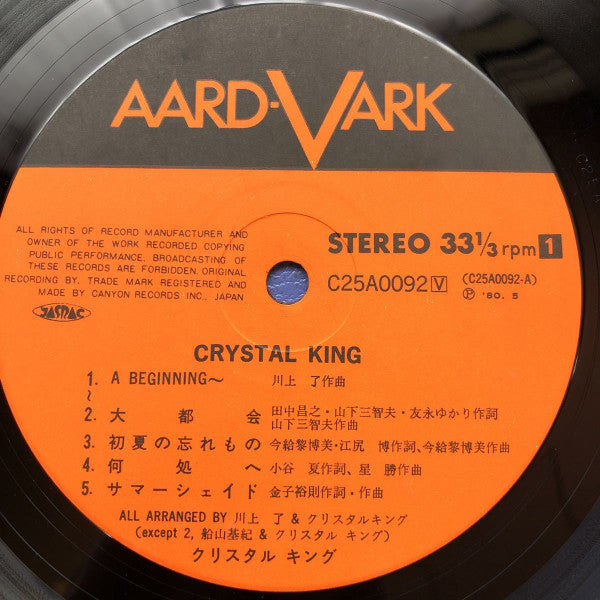 AARD-VARK
ALL RIGHTS OF RECORD MANUFACTURER AND
OWNER OF THE WORK RECORDED COPYING
PUBLIC PERFORMANCE, BROADCASTING OF
THESE RECORDS ARE FORBIDDEN. ORIGINAL
RECORDING BY, TRADE MARK REGISTERED AND
MADE BY CANYON RECORDS INC., JAPAN
JASRAC
STEREO 33 1/3 rpm 1
C25A0092 V (C25A0092-A)
Ⓟ '80. 5
CRYSTAL KING
1. A BEGINNING〜 川上 了作曲
〜
2. 大都会 田中昌之・山下三智夫・友永ゆかり作詞
山下三智夫作曲
3. 初夏の忘れもの 今給黎博美・江尻 博作詞、今給黎博美作曲
4. 何処へ 小谷 夏作詞、星 勝作曲
5. サマーシェイド 金子裕則作詞・作曲
ALL ARRANGED BY 川上 了 & クリスタルキング
(except 2, 船山基紀 & クリスタル キング)
クリスタル キング